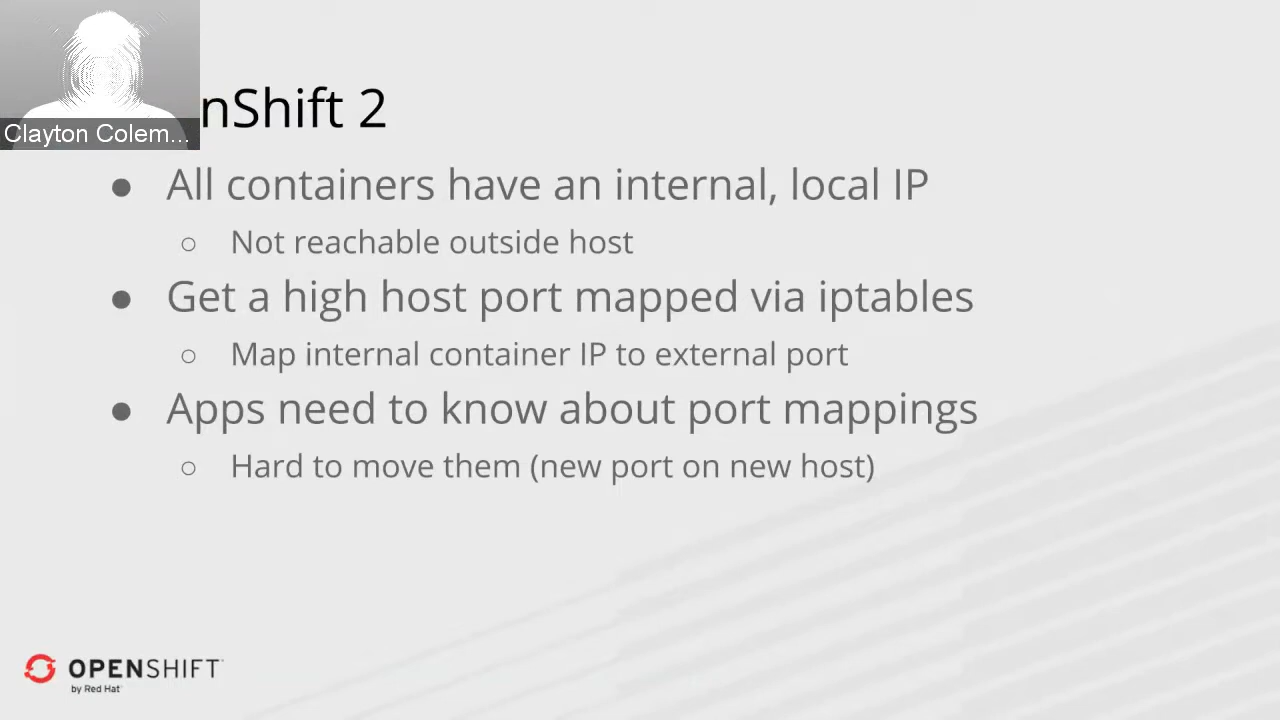 nShift 2
Clayton Colem...
● All containers have an internal, local IP
○ Not reachable outside host
● Get a high host port mapped via iptables
○ Map internal container IP to external port
● Apps need to know about port mappings
○ Hard to move them (new port on new host)
OPENSHIFT
by Red Hat